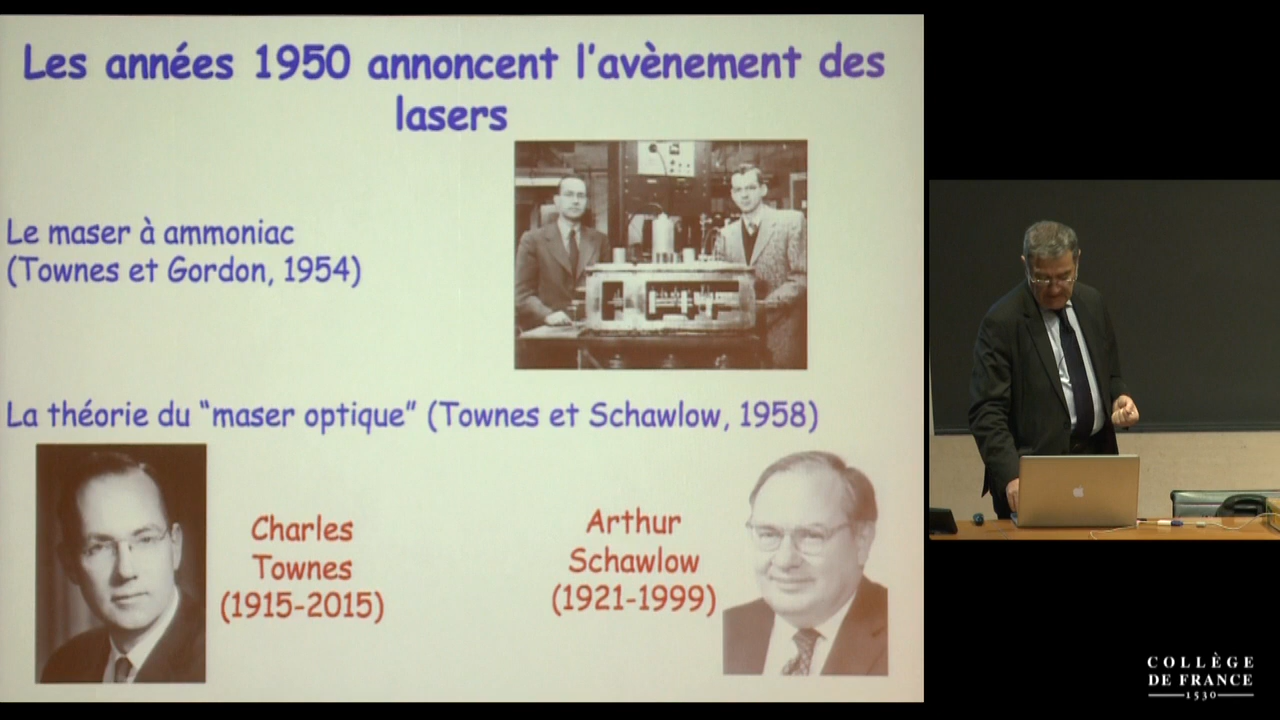 Les années 1950 annoncent l'avènement des
lasers
Le maser à ammoniac
(Townes et Gordon, 1954)
La théorie du “maser optique” (Townes et Schawlow, 1958)
Charles
Townes
(1915-2015)
Arthur
Schawlow
(1921-1999)
COLLÈGE
DE FRANCE
1530